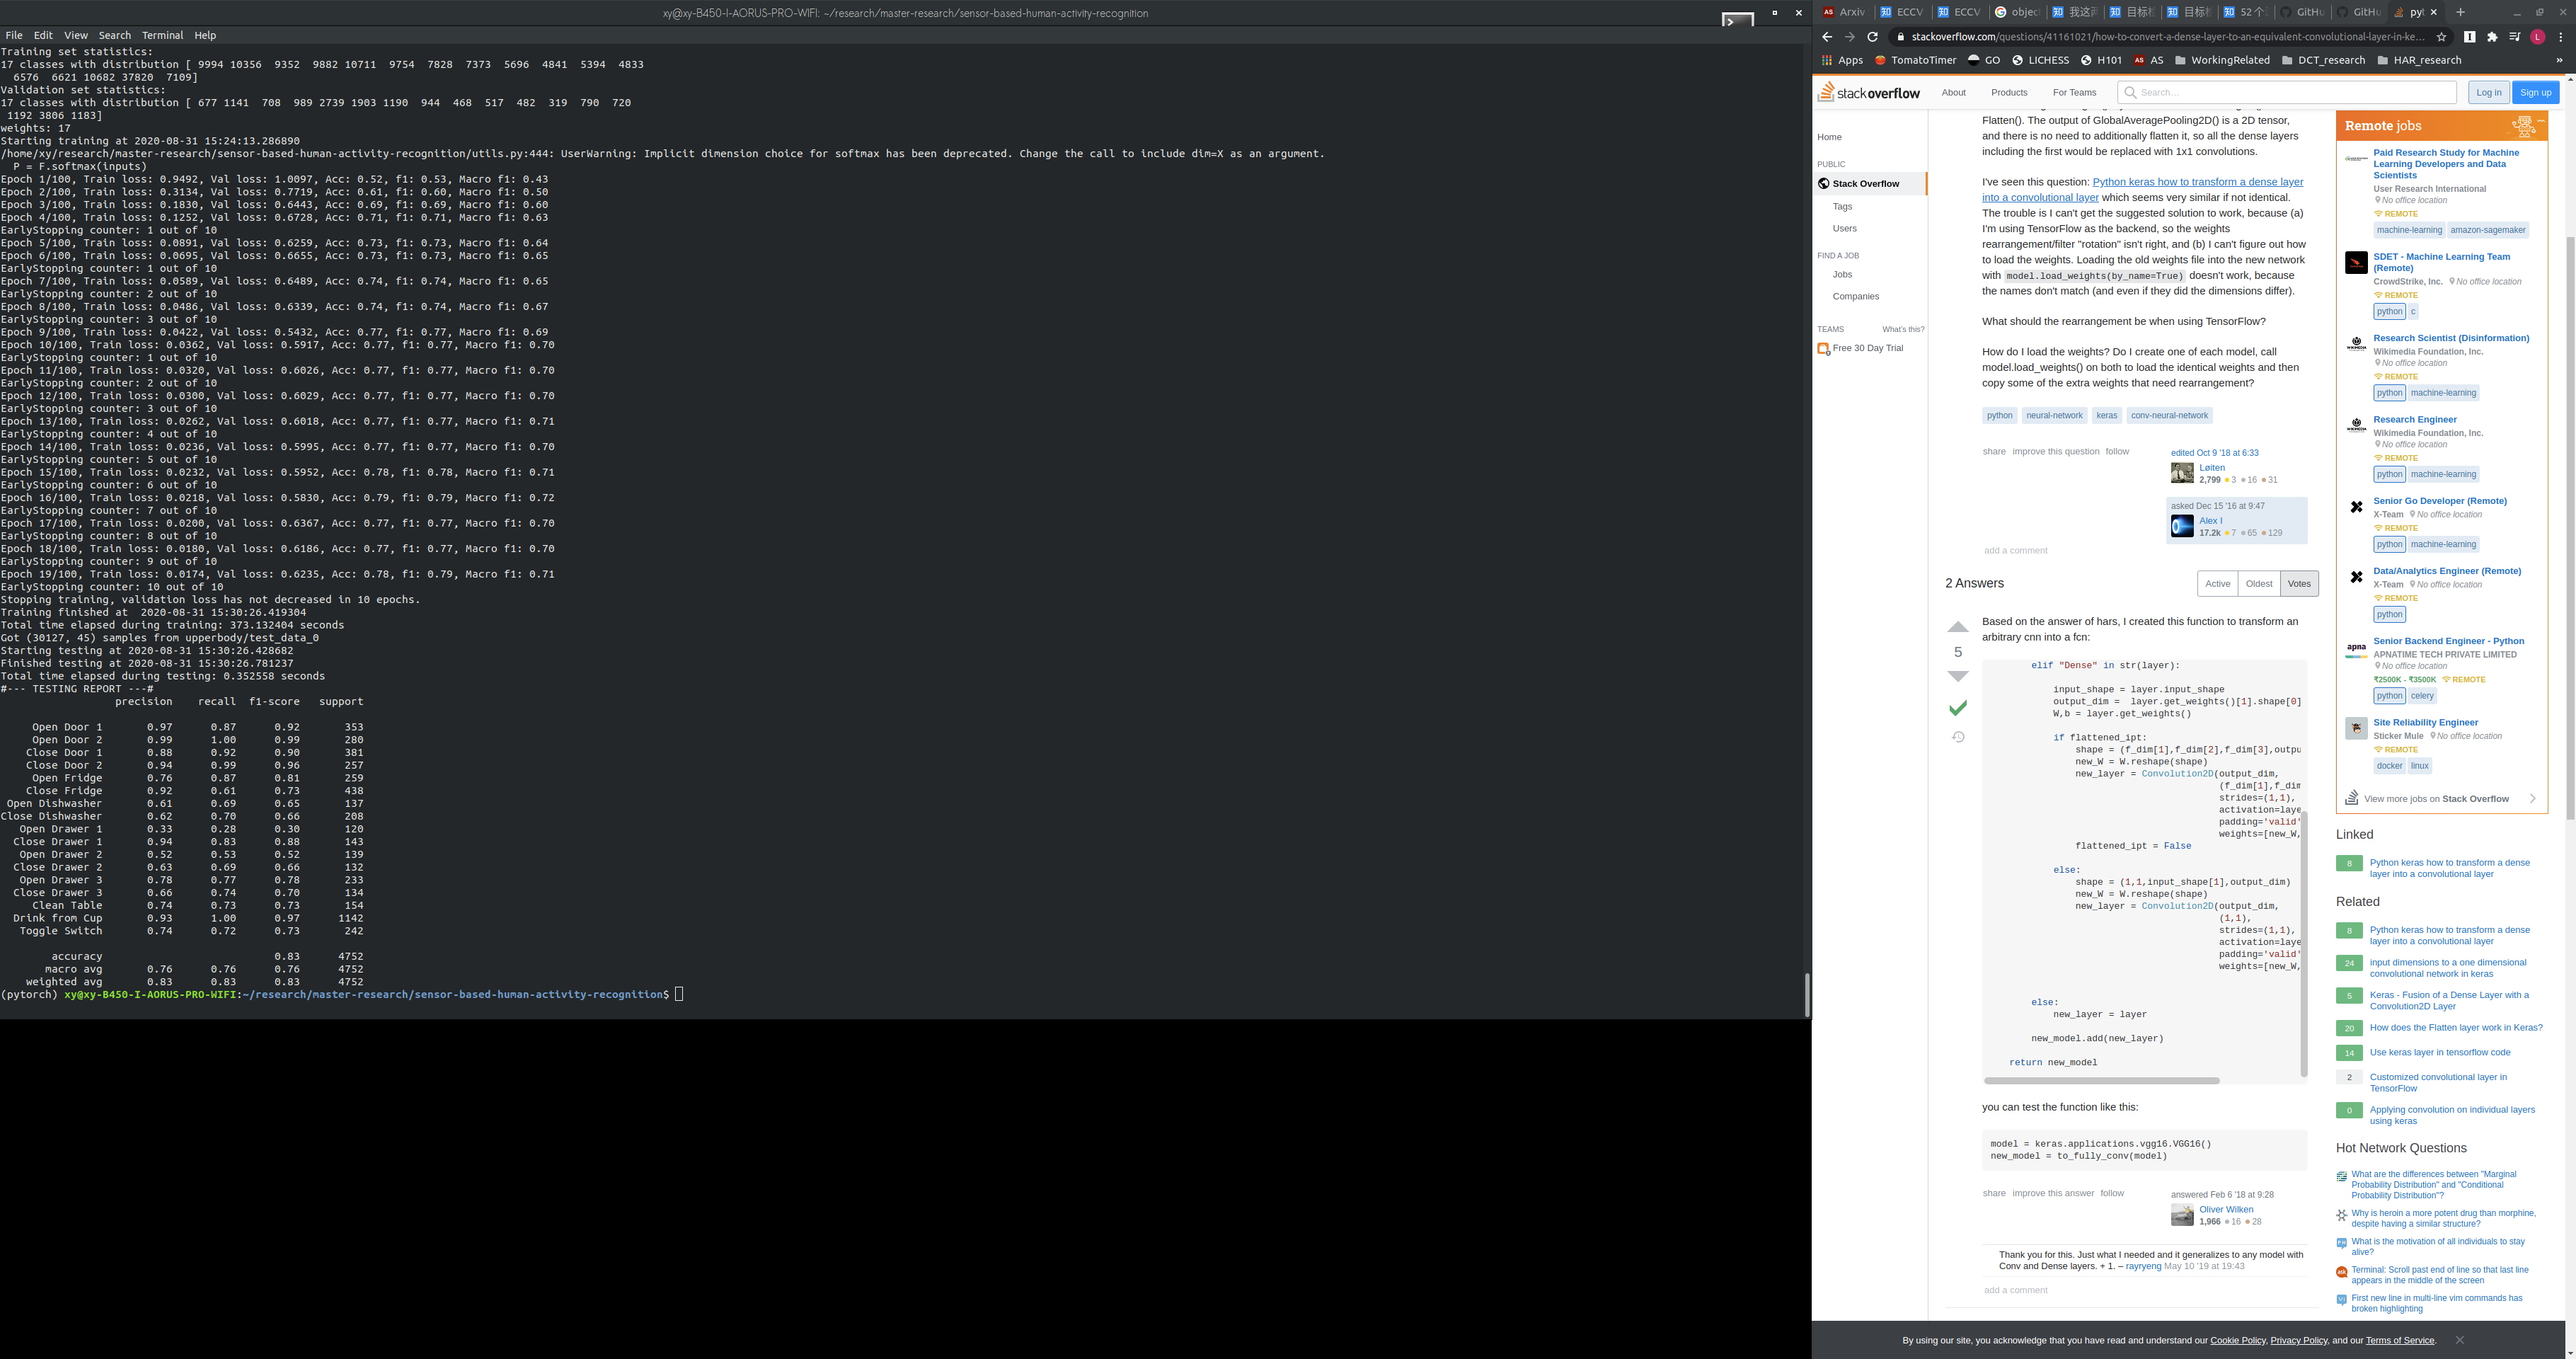 xy@xy-B450-I-AORUS-PRO-WIFI: ~/research/master-research/sensor-based-human-activity-recognition
File Edit View Search Terminal Help
Training set statistics:
17 classes with distribution [ 9994 10356  9352  9882 10711  9754  7828  7373  5696  4841  5394  4833
  6576  6621 10682 37820  7109]
Validation set statistics:
17 classes with distribution [ 677 1141  708  989 2739 1903 1190  944  468  517  482  319  790  720
 1192 3806 1183]
weights: 17
Starting training at 2020-08-31 15:24:13.286890
/home/xy/research/master-research/sensor-based-human-activity-recognition/utils.py:444: UserWarning: Implicit dimension choice for softmax has been deprecated. Change the call to include dim=X as an argument.
  P = F.softmax(inputs)
Epoch 1/100, Train loss: 0.9492, Val loss: 1.0097, Acc: 0.52, f1: 0.53, Macro f1: 0.43
Epoch 2/100, Train loss: 0.3134, Val loss: 0.7719, Acc: 0.61, f1: 0.60, Macro f1: 0.50
Epoch 3/100, Train loss: 0.1830, Val loss: 0.6443, Acc: 0.69, f1: 0.69, Macro f1: 0.60
Epoch 4/100, Train loss: 0.1252, Val loss: 0.6728, Acc: 0.71, f1: 0.71, Macro f1: 0.63
EarlyStopping counter: 1 out of 10
Epoch 5/100, Train loss: 0.0891, Val loss: 0.6259, Acc: 0.73, f1: 0.73, Macro f1: 0.64
Epoch 6/100, Train loss: 0.0695, Val loss: 0.6655, Acc: 0.73, f1: 0.73, Macro f1: 0.65
EarlyStopping counter: 1 out of 10
Epoch 7/100, Train loss: 0.0589, Val loss: 0.6489, Acc: 0.74, f1: 0.74, Macro f1: 0.65
EarlyStopping counter: 2 out of 10
Epoch 8/100, Train loss: 0.0486, Val loss: 0.6339, Acc: 0.74, f1: 0.74, Macro f1: 0.67
EarlyStopping counter: 3 out of 10
Epoch 9/100, Train loss: 0.0422, Val loss: 0.5432, Acc: 0.77, f1: 0.77, Macro f1: 0.69
Epoch 10/100, Train loss: 0.0362, Val loss: 0.5917, Acc: 0.77, f1: 0.77, Macro f1: 0.70
EarlyStopping counter: 1 out of 10
Epoch 11/100, Train loss: 0.0320, Val loss: 0.6026, Acc: 0.77, f1: 0.77, Macro f1: 0.70
EarlyStopping counter: 2 out of 10
Epoch 12/100, Train loss: 0.0300, Val loss: 0.6029, Acc: 0.77, f1: 0.77, Macro f1: 0.70
EarlyStopping counter: 3 out of 10
Epoch 13/100, Train loss: 0.0262, Val loss: 0.6018, Acc: 0.77, f1: 0.77, Macro f1: 0.71
EarlyStopping counter: 4 out of 10
Epoch 14/100, Train loss: 0.0236, Val loss: 0.5995, Acc: 0.77, f1: 0.77, Macro f1: 0.70
EarlyStopping counter: 5 out of 10
Epoch 15/100, Train loss: 0.0232, Val loss: 0.5952, Acc: 0.78, f1: 0.78, Macro f1: 0.71
EarlyStopping counter: 6 out of 10
Epoch 16/100, Train loss: 0.0218, Val loss: 0.5830, Acc: 0.79, f1: 0.79, Macro f1: 0.72
EarlyStopping counter: 7 out of 10
Epoch 17/100, Train loss: 0.0200, Val loss: 0.6367, Acc: 0.77, f1: 0.77, Macro f1: 0.70
EarlyStopping counter: 8 out of 10
Epoch 18/100, Train loss: 0.0180, Val loss: 0.6186, Acc: 0.77, f1: 0.77, Macro f1: 0.70
EarlyStopping counter: 9 out of 10
Epoch 19/100, Train loss: 0.0174, Val loss: 0.6235, Acc: 0.78, f1: 0.79, Macro f1: 0.71
EarlyStopping counter: 10 out of 10
Stopping training, validation loss has not decreased in 10 epochs.
Training finished at  2020-08-31 15:30:26.419304
Total time elapsed during training: 373.132404 seconds
Got (30127, 45) samples from upperbody/test_data_0
Starting testing at 2020-08-31 15:30:26.428682
Finished testing at 2020-08-31 15:30:26.781237
Total time elapsed during testing: 0.352558 seconds
#--- TESTING REPORT ---#
precision    recall  f1-score   support
Open Door 1       0.97      0.87      0.92       353
Open Door 2       0.99      1.00      0.99       280
Close Door 1       0.88      0.92      0.90       381
Close Door 2       0.94      0.99      0.96       257
Open Fridge       0.76      0.87      0.81       259
Close Fridge       0.92      0.61      0.73       438
Open Dishwasher       0.61      0.69      0.65       137
Close Dishwasher       0.62      0.70      0.66       208
Open Drawer 1       0.33      0.28      0.30       120
Close Drawer 1       0.94      0.83      0.88       143
Open Drawer 2       0.52      0.53      0.52       139
Close Drawer 2       0.63      0.69      0.66       132
Open Drawer 3       0.78      0.77      0.78       233
Close Drawer 3       0.66      0.74      0.70       134
Clean Table       0.74      0.73      0.73       154
Drink from Cup       0.93      1.00      0.97      1142
Toggle Switch       0.74      0.72      0.73       242
accuracy                           0.83      4752
macro avg       0.76      0.76      0.76      4752
weighted avg       0.83      0.83      0.83      4752
(pytorch) xy@xy-B450-I-AORUS-PRO-WIFI:~/research/master-research/sensor-based-human-activity-recognition$
Arxiv ECCV ECCV objec 我这两 目标检 目标检 52 个 GitHu GitHu pyt
stackoverflow.com/questions/41161021/how-to-convert-a-dense-layer-to-an-equivalent-convolutional-layer-in-ke...
Apps TomatoTimer GO LICHESS H101 AS WorkingRelated DCT_research HAR_research »
stackoverflow About Products For Teams Search... Log in Sign up
Home
PUBLIC
Stack Overflow
Tags
Users
FIND A JOB
Jobs
Companies
TEAMS What's this?
Free 30 Day Trial
Flatten(). The output of GlobalAveragePooling2D() is a 2D tensor,
and there is no need to additionally flatten it, so all the dense layers
including the first would be replaced with 1x1 convolutions.
I've seen this question: Python keras how to transform a dense layer
into a convolutional layer which seems very similar if not identical.
The trouble is I can't get the suggested solution to work, because (a)
I'm using TensorFlow as the backend, so the weights
rearrangement/filter "rotation" isn't right, and (b) I can't figure out how
to load the weights. Loading the old weights file into the new network
with model.load_weights(by_name=True) doesn't work, because
the names don't match (and even if they did the dimensions differ).
What should the rearrangement be when using TensorFlow?
How do I load the weights? Do I create one of each model, call
model.load_weights() on both to load the identical weights and then
copy some of the extra weights that need rearrangement?
python neural-network keras conv-neural-network
share improve this question follow
edited Oct 9 '18 at 6:33
Løiten
2,799 3 16 31
asked Dec 15 '16 at 9:47
Alex I
17.2k 7 65 129
add a comment
2 Answers
Active Oldest Votes
5
Based on the answer of hars, I created this function to transform an
arbitrary cnn into a fcn:
elif "Dense" in str(layer):
input_shape = layer.input_shape
output_dim =  layer.get_weights()[1].shape[0]
W,b = layer.get_weights()
if flattened_ipt:
shape = (f_dim[1],f_dim[2],f_dim[3],outpu
new_W = W.reshape(shape)
new_layer = Convolution2D(output_dim,
(f_dim[1],f_dim
strides=(1,1),
activation=laye
padding='valid'
weights=[new_W,
flattened_ipt = False
else:
shape = (1,1,input_shape[1],output_dim)
new_W = W.reshape(shape)
new_layer = Convolution2D(output_dim,
(1,1),
strides=(1,1),
activation=laye
padding='valid'
weights=[new_W,
else:
new_layer = layer
new_model.add(new_layer)
return new_model
you can test the function like this:
model = keras.applications.vgg16.VGG16()
new_model = to_fully_conv(model)
share improve this answer follow
answered Feb 6 '18 at 9:28
Oliver Wilken
1,966 16 28
Thank you for this. Just what I needed and it generalizes to any model with
Conv and Dense layers. + 1. – rayryeng May 10 '19 at 19:43
add a comment
Remote jobs
Paid Research Study for Machine
Learning Developers and Data
Scientists
User Research International
No office location
REMOTE
machine-learning amazon-sagemaker
SDET - Machine Learning Team
(Remote)
CrowdStrike, Inc. No office location
REMOTE
python c
Research Scientist (Disinformation)
Wikimedia Foundation, Inc.
No office location
REMOTE
python machine-learning
Research Engineer
Wikimedia Foundation, Inc.
No office location
REMOTE
python machine-learning
Senior Go Developer (Remote)
X-Team No office location
REMOTE
python machine-learning
Data/Analytics Engineer (Remote)
X-Team No office location
REMOTE
python
apna
Senior Backend Engineer - Python
APNATIME TECH PRIVATE LIMITED
No office location
₹2500K - ₹3500K REMOTE
python celery
Site Reliability Engineer
Sticker Mule No office location
REMOTE
docker linux
View more jobs on Stack Overflow
Linked
8 Python keras how to transform a dense
layer into a convolutional layer
Related
8 Python keras how to transform a dense
layer into a convolutional layer
24 input dimensions to a one dimensional
convolutional network in keras
5 Keras - Fusion of a Dense Layer with a
Convolution2D Layer
20 How does the Flatten layer work in Keras?
14 Use keras layer in tensorflow code
2 Customized convolutional layer in
TensorFlow
0 Applying convolution on individual layers
using keras
Hot Network Questions
What are the differences between "Marginal
Probability Distribution" and "Conditional
Probability Distribution"?
Why is heroin a more potent drug than morphine,
despite having a similar structure?
What is the motivation of all individuals to stay
alive?
Terminal: Scroll past end of line so that last line
appears in the middle of the screen
First new line in multi-line vim commands has
broken highlighting
By using our site, you acknowledge that you have read and understand our Cookie Policy, Privacy Policy, and our Terms of Service.